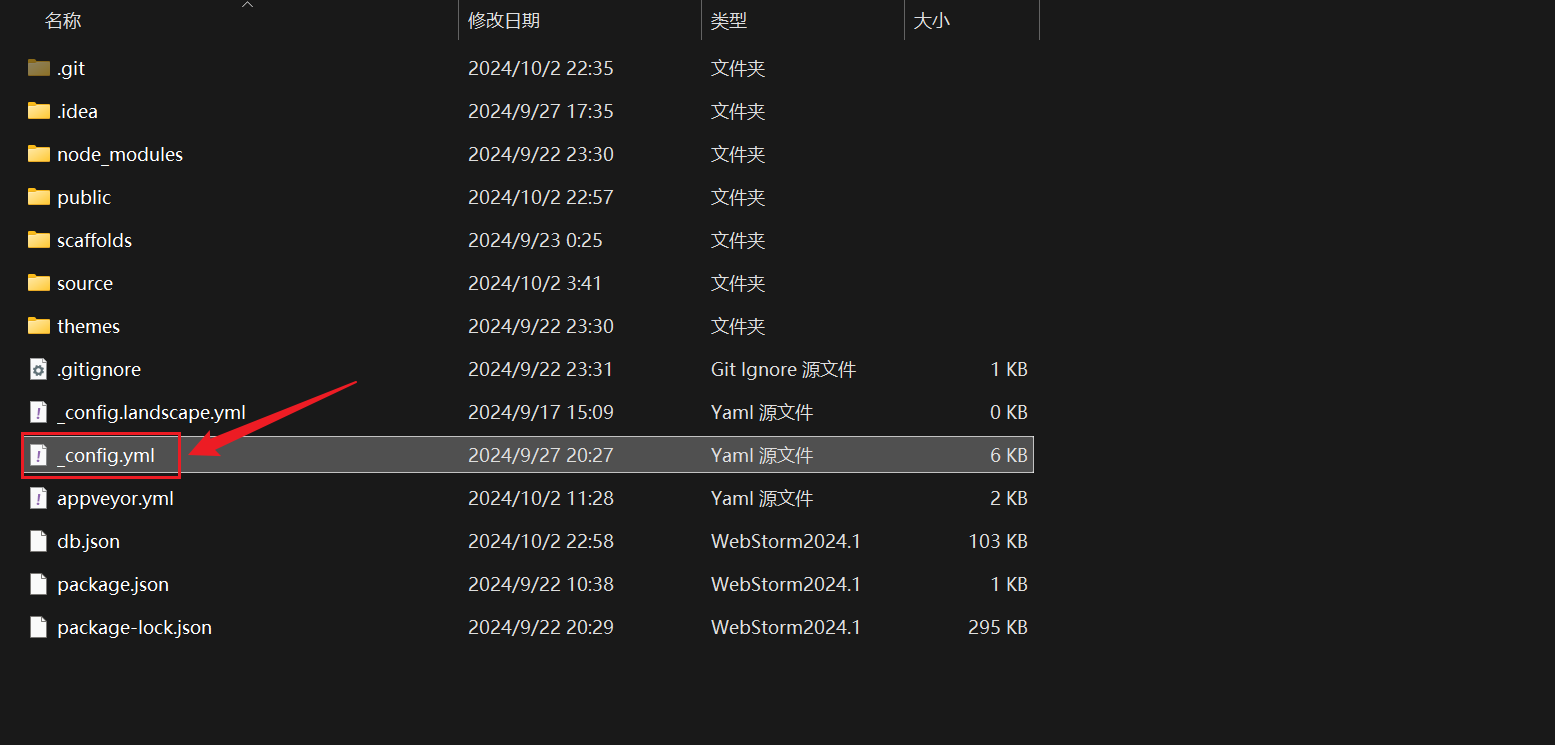 名称 修改日期 类型 大小
.git 2024/10/2 22:35 文件夹
.idea 2024/9/27 17:35 文件夹
node_modules 2024/9/22 23:30 文件夹
public 2024/10/2 22:57 文件夹
scaffolds 2024/9/23 0:25 文件夹
source 2024/10/2 3:41 文件夹
themes 2024/9/22 23:30 文件夹
.gitignore 2024/9/22 23:31 Git Ignore 源文件 1 KB
_config.landscape.yml 2024/9/17 15:09 Yaml 源文件 0 KB
_config.yml 2024/9/27 20:27 Yaml 源文件 6 KB
appveyor.yml 2024/10/2 11:28 Yaml 源文件 2 KB
db.json 2024/10/2 22:58 WebStorm2024.1 103 KB
package.json 2024/9/22 10:38 WebStorm2024.1 1 KB
package-lock.json 2024/9/22 20:29 WebStorm2024.1 295 KB